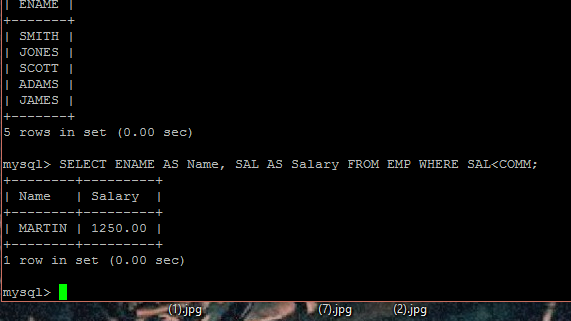 | ENAME |
+-------+
| SMITH |
| JONES |
| SCOTT |
| ADAMS |
| JAMES |
+-------+
5 rows in set (0.00 sec)
mysql> SELECT ENAME AS Name, SAL AS Salary FROM EMP WHERE SAL<COMM;
+--------+---------+
| Name   | Salary  |
+--------+---------+
| MARTIN | 1250.00 |
+--------+---------+
1 row in set (0.00 sec)
mysql>
(1).jpg (7).jpg (2).jpg